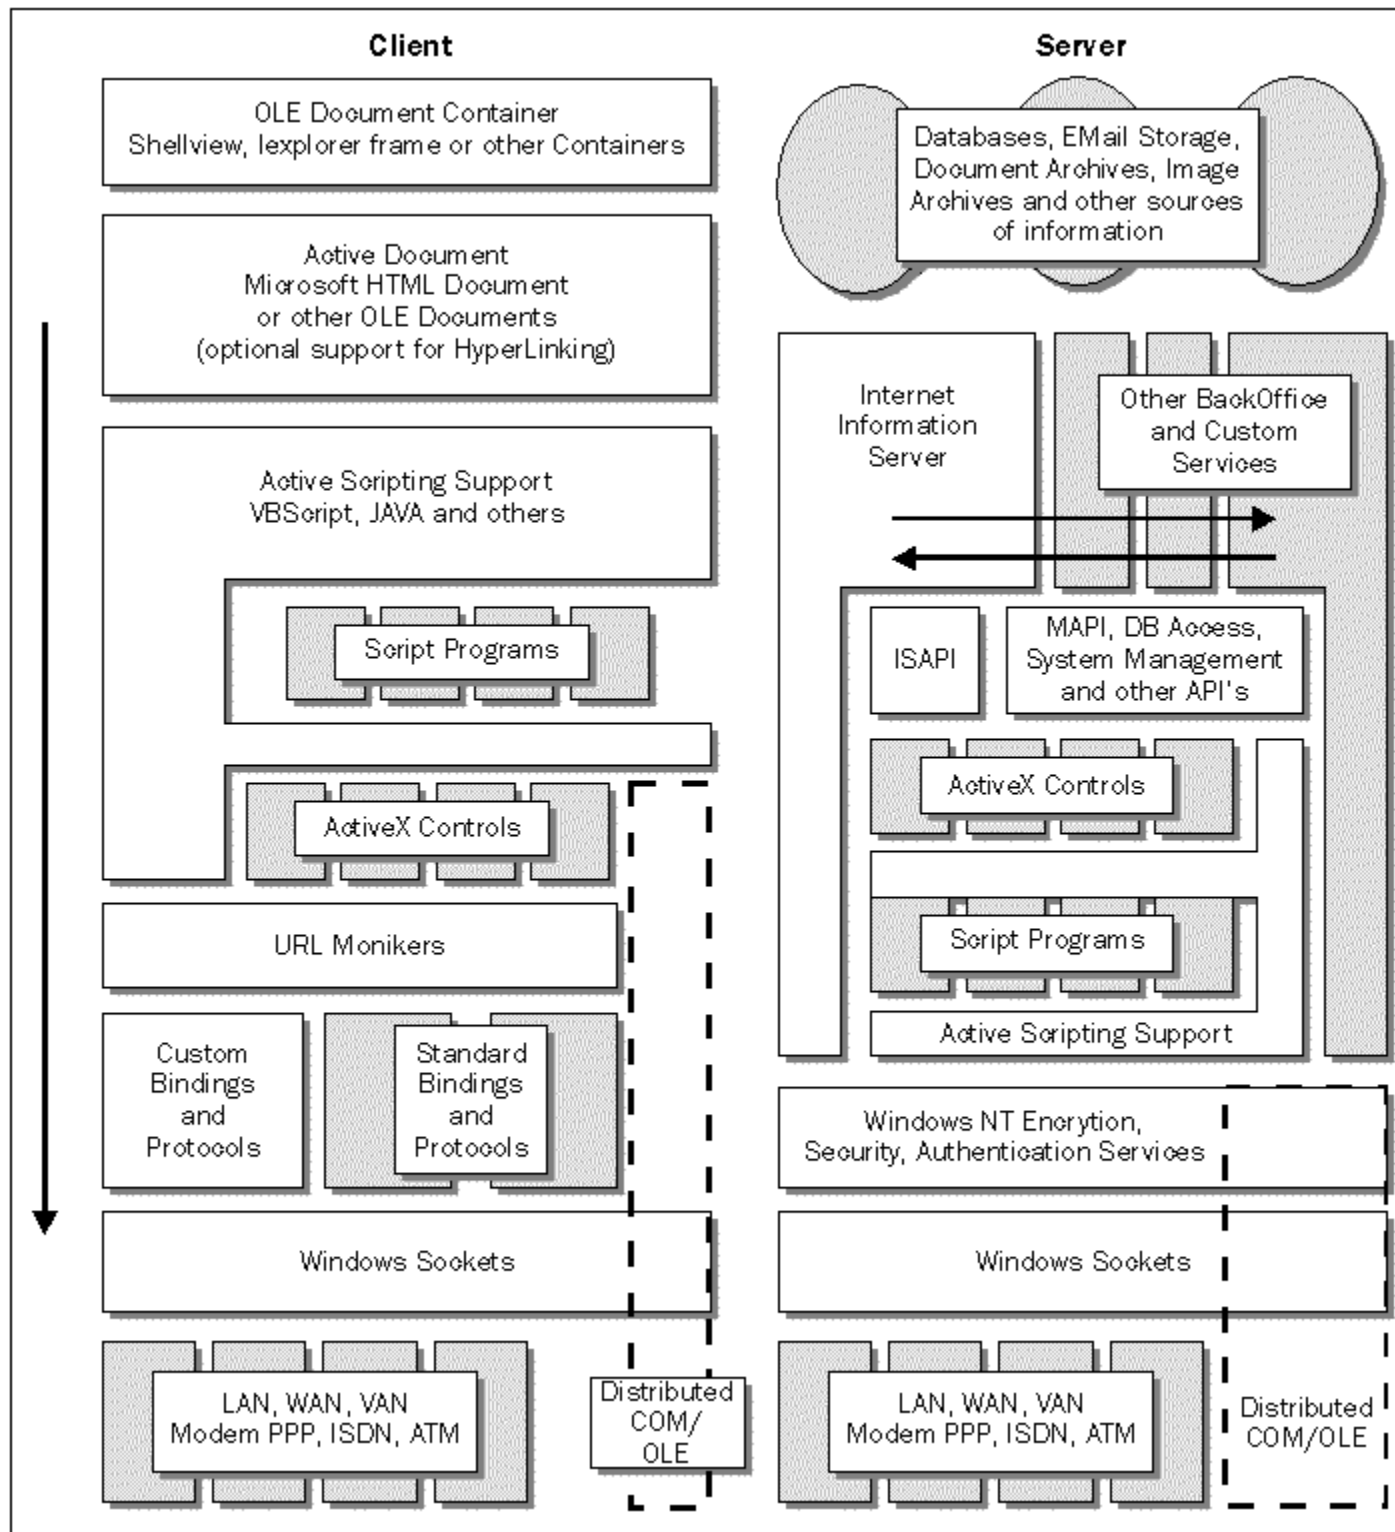 Client
OLE Document Container
Shellview, Iexplorer frame or other Containers
Active Document
Microsoft HTML Document
or other OLE Documents
(optional support for HyperLinking)
Active Scripting Support
VBScript, JAVA and others
Script Programs
ActiveX Controls
URL Monikers
Custom
Bindings
and
Protocols
Standard
Bindings
and
Protocols
Windows Sockets
LAN, WAN, VAN
Modem PPP, ISDN, ATM
Distributed
COM/
OLE
Server
Databases, EMail Storage,
Document Archives, Image
Archives and other sources
of information
Internet
Information
Server
Other BackOffice
and Custom
Services
ISAPI
MAPI, DB Access,
System Management
and other API's
ActiveX Controls
Script Programs
Active Scripting Support
Windows NT Encrytion,
Security, Authentication Services
Windows Sockets
LAN, WAN, VAN
Modem PPP, ISDN, ATM
Distributed
COM/OLE